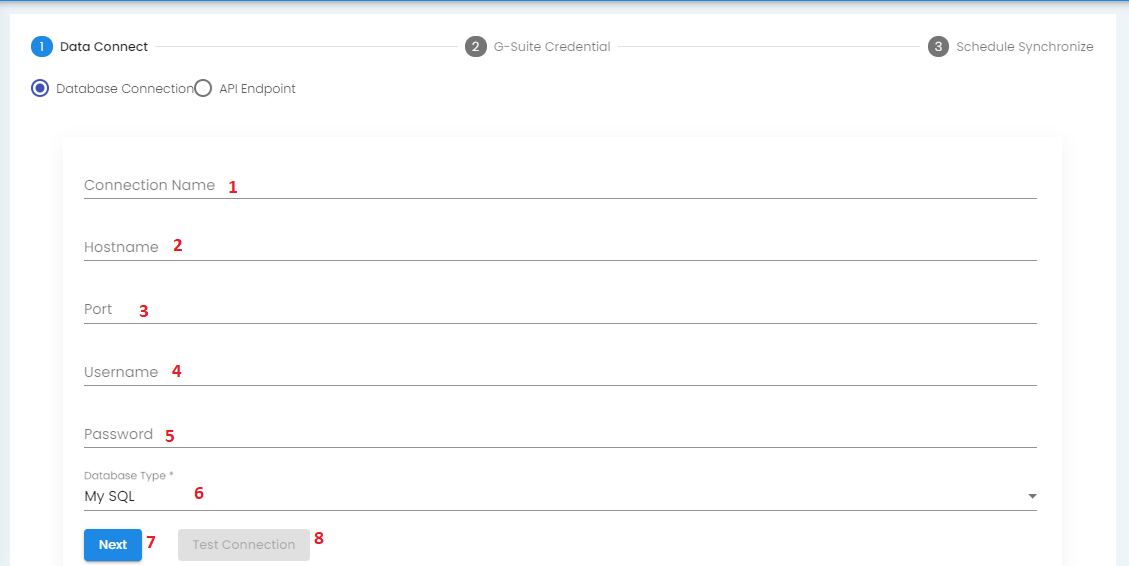 1 Data Connect 2 G-Suite Credential 3 Schedule Synchronize
Database Connection API Endpoint
Connection Name 1
Hostname 2
Port 3
Username 4
Password 5
Database Type *
My SQL 6
Next 7 Test Connection 8